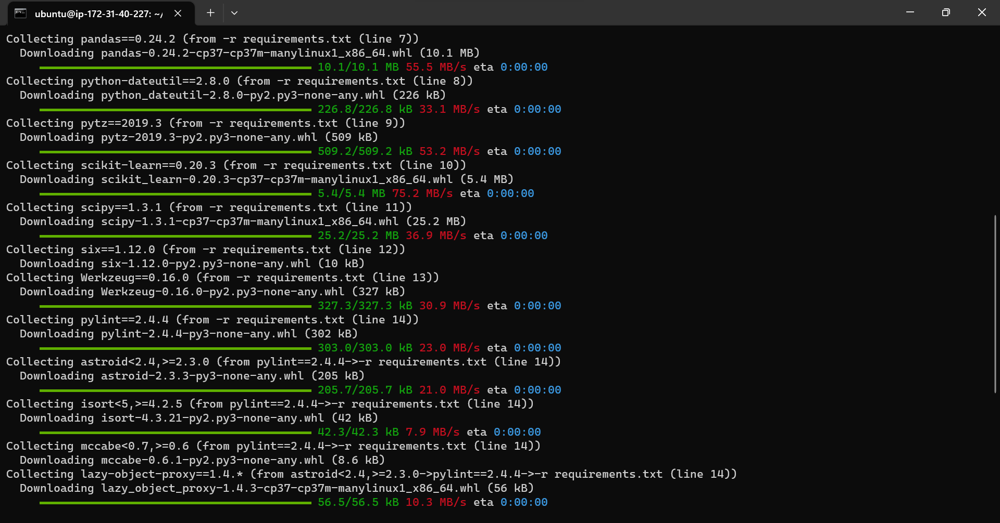 ubuntu@ip-172-31-40-227: ~/
Collecting pandas==0.24.2 (from -r requirements.txt (line 7))
Downloading pandas-0.24.2-cp37-cp37m-manylinux1_x86_64.whl (10.1 MB)
10.1/10.1 MB 55.5 MB/s eta 0:00:00
Collecting python-dateutil==2.8.0 (from -r requirements.txt (line 8))
Downloading python_dateutil-2.8.0-py2.py3-none-any.whl (226 kB)
226.8/226.8 kB 33.1 MB/s eta 0:00:00
Collecting pytz==2019.3 (from -r requirements.txt (line 9))
Downloading pytz-2019.3-py2.py3-none-any.whl (509 kB)
509.2/509.2 kB 53.2 MB/s eta 0:00:00
Collecting scikit-learn==0.20.3 (from -r requirements.txt (line 10))
Downloading scikit_learn-0.20.3-cp37-cp37m-manylinux1_x86_64.whl (5.4 MB)
5.4/5.4 MB 75.2 MB/s eta 0:00:00
Collecting scipy==1.3.1 (from -r requirements.txt (line 11))
Downloading scipy-1.3.1-cp37-cp37m-manylinux1_x86_64.whl (25.2 MB)
25.2/25.2 MB 36.9 MB/s eta 0:00:00
Collecting six==1.12.0 (from -r requirements.txt (line 12))
Downloading six-1.12.0-py2.py3-none-any.whl (10 kB)
Collecting Werkzeug==0.16.0 (from -r requirements.txt (line 13))
Downloading Werkzeug-0.16.0-py2.py3-none-any.whl (327 kB)
327.3/327.3 kB 30.9 MB/s eta 0:00:00
Collecting pylint==2.4.4 (from -r requirements.txt (line 14))
Downloading pylint-2.4.4-py3-none-any.whl (302 kB)
303.0/303.0 kB 23.0 MB/s eta 0:00:00
Collecting astroid<2.4,>=2.3.0 (from pylint==2.4.4->-r requirements.txt (line 14))
Downloading astroid-2.3.3-py3-none-any.whl (205 kB)
205.7/205.7 kB 21.0 MB/s eta 0:00:00
Collecting isort<5,>=4.2.5 (from pylint==2.4.4->-r requirements.txt (line 14))
Downloading isort-4.3.21-py2.py3-none-any.whl (42 kB)
42.3/42.3 kB 7.9 MB/s eta 0:00:00
Collecting mccabe<0.7,>=0.6 (from pylint==2.4.4->-r requirements.txt (line 14))
Downloading mccabe-0.6.1-py2.py3-none-any.whl (8.6 kB)
Collecting lazy-object-proxy==1.4.* (from astroid<2.4,>=2.3.0->pylint==2.4.4->-r requirements.txt (line 14))
Downloading lazy_object_proxy-1.4.3-cp37-cp37m-manylinux1_x86_64.whl (56 kB)
56.5/56.5 kB 10.3 MB/s eta 0:00:00